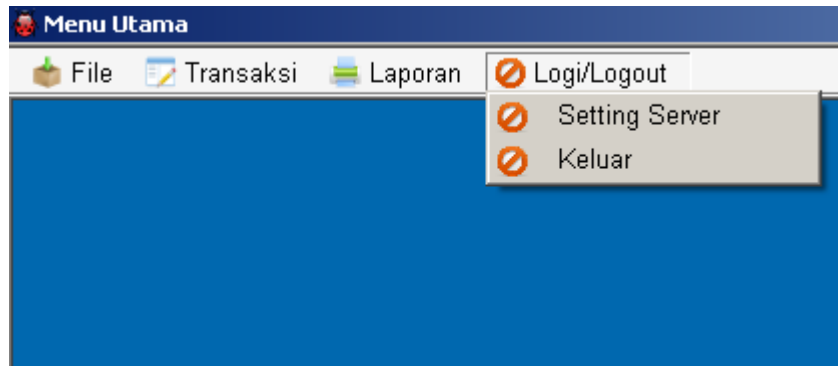 Menu Utama
File Transaksi Laporan Logi/Logout
Setting Server
Keluar